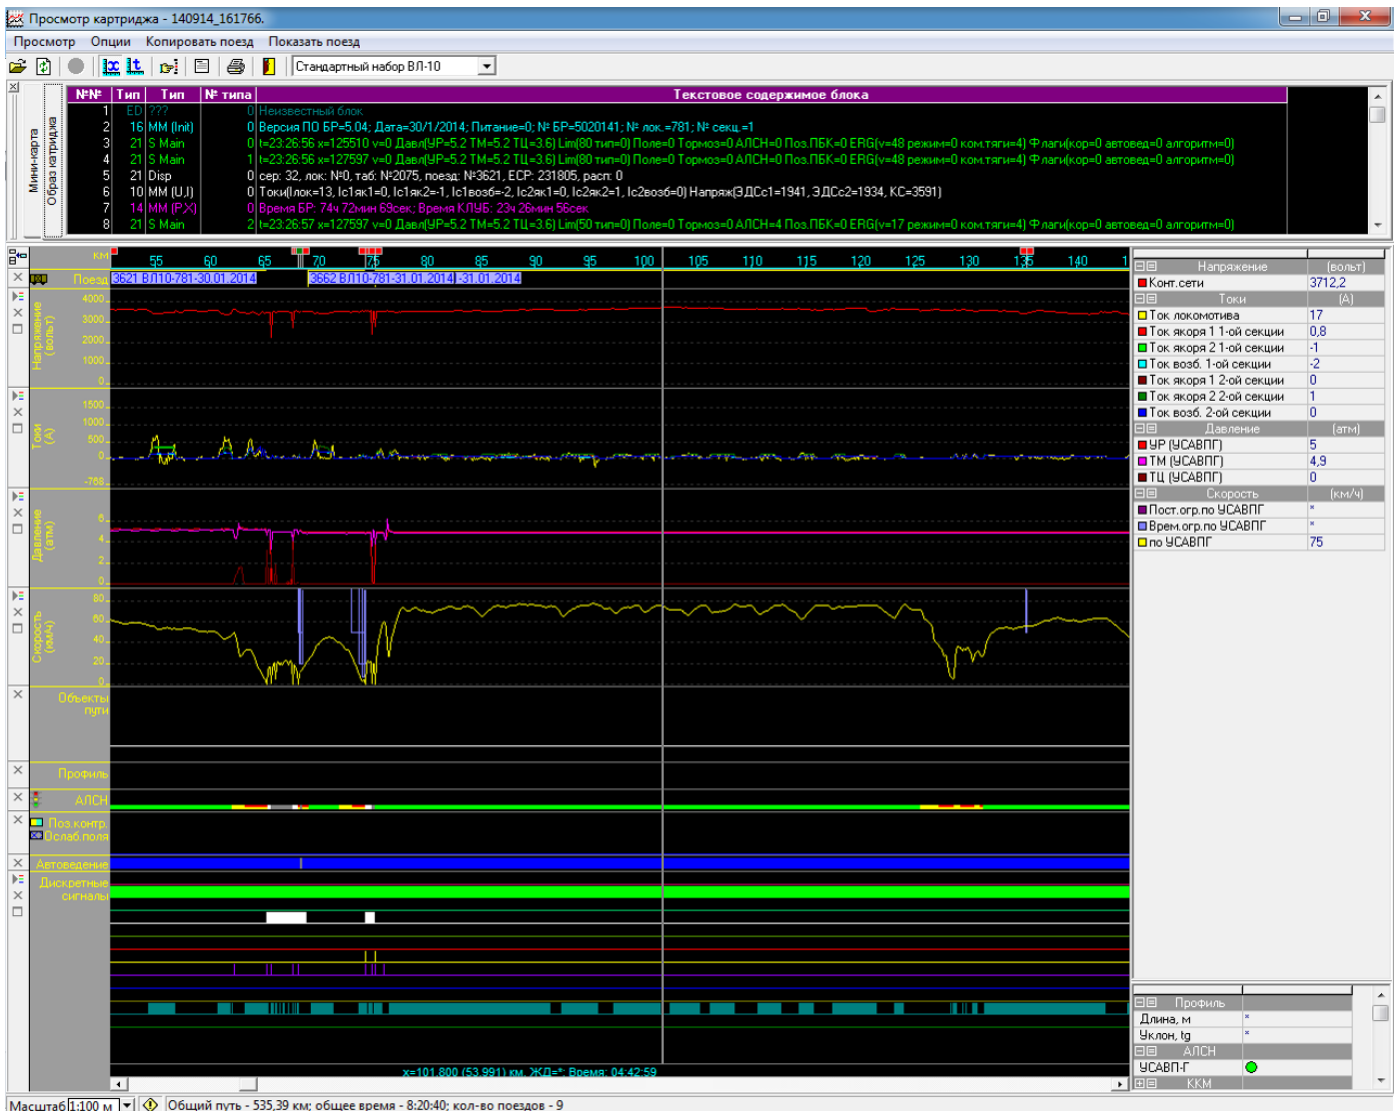 Просмотр картриджа - 140914_161766.
Просмотр Опции Копировать поезд Показать поезд
Стандартный набор ВЛ-10
Мини-карта
Образ картриджа
№№ Тип Тип № типа Текстовое содержимое блока
1 ED ??? 0 Неизвестный блок
2 16 MM (Init) 0 Версия ПО БР=5.04; Дата=30/1/2014; Питание=0; № БР=5020141; № лок.=781; № секц.=1
3 21 S Main 0 t=23:26:56 x=125510 v=0 Давл(УР=5.2 ТМ=5.2 ТЦ=3.6) Lim(80 тип=0) Поле=0 Тормоз=0 АЛСН=0 Поз.ПБК=0 ERG(v=48 режим=0 ком.тяги=4) Флаги(кор=0 автовед=0 алгоритм=0)
4 21 S Main 1 t=23:26:56 x=127597 v=0 Давл(УР=5.2 ТМ=5.2 ТЦ=3.6) Lim(80 тип=0) Поле=0 Тормоз=0 АЛСН=0 Поз.ПБК=0 ERG(v=48 режим=0 ком.тяги=4) Флаги(кор=0 автовед=0 алгоритм=0)
5 21 Disp 0 сер: 32, лок: №0, таб: №2075, поезд: №3621, ЕСР: 231805, расп: 0
6 10 MM (U,I) 0 Токи(Iлок=13, Ic1як1=0, Ic1як2=-1, Ic1возб=-2, Ic2як1=0, Ic2як2=1, Ic2возб=0) Напряж(ЭДСс1=1941, ЭДСс2=1934, КС=3591)
7 14 MM (P,X) 0 Время БР: 74ч 72мин 69сек; Время КЛУБ: 23ч 26мин 56сек
8 21 S Main 2 t=23:26:57 x=127597 v=0 Давл(УР=5.2 ТМ=5.2 ТЦ=3.6) Lim(50 тип=0) Поле=0 Тормоз=0 АЛСН=4 Поз.ПБК=0 ERG(v=17 режим=0 ком.тяги=4) Флаги(кор=0 автовед=0 алгоритм=0)
км 55 60 65 70 75 80 85 90 95 100 105 110 115 120 125 130 135 140 1
Поезд 3621 ВЛ10-781-30.01.2014 3662 ВЛ10-781-31.01.2014 -31.01.2014
Напряжение (вольт)
4000
3000
2000
1000
0
Токи (А)
1500
1000
500
0
-768
Давление (атм)
6
4
2
0
Скорость (км/ч)
80
60
40
20
0
Объекты пути
Профиль
АЛСН
Поз.контр.
Ослаб.поля
Автоведение
Дискретные сигналы
x=101,800 (53,991) км, ЖД=*; Время: 04:42:59
Напряжение (вольт)
Конт.сети 3712,2
Токи (А)
Ток локомотива 17
Ток якоря 1 1-ой секции 0,8
Ток якоря 2 1-ой секции -1
Ток возб. 1-ой секции -2
Ток якоря 1 2-ой секции 0
Ток якоря 2 2-ой секции 1
Ток возб. 2-ой секции 0
Давление (атм)
УР (УСАВПГ) 5
ТМ (УСАВПГ) 4,9
ТЦ (УСАВПГ) 0
Скорость (км/ч)
Пост.огр.по УСАВПГ *
Врем.огр.по УСАВПГ *
по УСАВПГ 75
Профиль
Длина, м *
Уклон, tg *
АЛСН
УСАВП-Г
ККМ
Масштаб 1:100 м Общий путь - 535,39 км; общее время - 8:20:40; кол-во поездов - 9